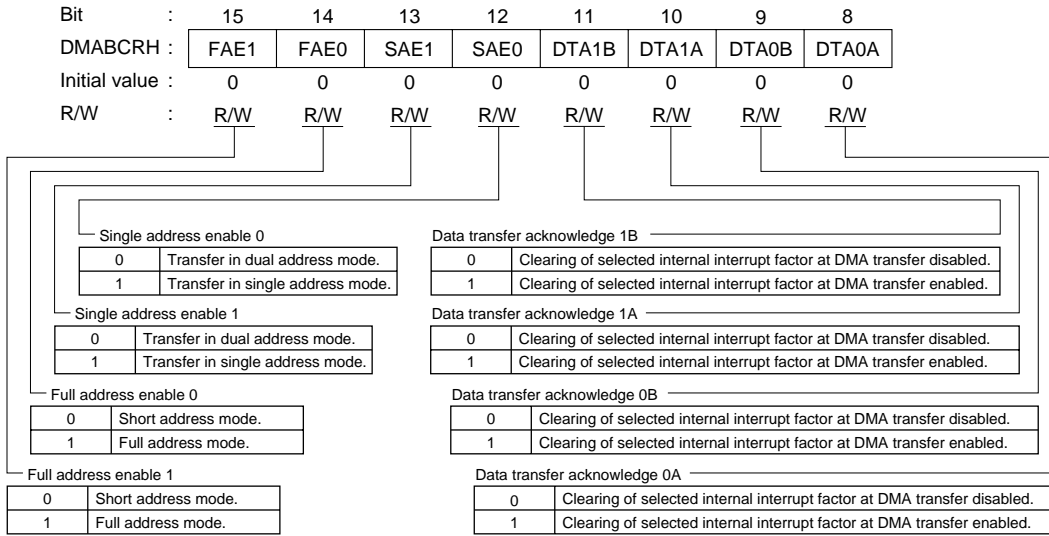 Bit : 15 14 13 12 11 10 9 8
DMABCRH : FAE1 FAE0 SAE1 SAE0 DTA1B DTA1A DTA0B DTA0A
Initial value : 0 0 0 0 0 0 0 0
R/W : R/W R/W R/W R/W R/W R/W R/W R/W
Single address enable 0
0 Transfer in dual address mode.
1 Transfer in single address mode.
Data transfer acknowledge 1B
0 Clearing of selected internal interrupt factor at DMA transfer disabled.
1 Clearing of selected internal interrupt factor at DMA transfer enabled.
Single address enable 1
0 Transfer in dual address mode.
1 Transfer in single address mode.
Data transfer acknowledge 1A
0 Clearing of selected internal interrupt factor at DMA transfer disabled.
1 Clearing of selected internal interrupt factor at DMA transfer enabled.
Full address enable 0
0 Short address mode.
1 Full address mode.
Data transfer acknowledge 0B
0 Clearing of selected internal interrupt factor at DMA transfer disabled.
1 Clearing of selected internal interrupt factor at DMA transfer enabled.
Full address enable 1
0 Short address mode.
1 Full address mode.
Data transfer acknowledge 0A
0 Clearing of selected internal interrupt factor at DMA transfer disabled.
1 Clearing of selected internal interrupt factor at DMA transfer enabled.